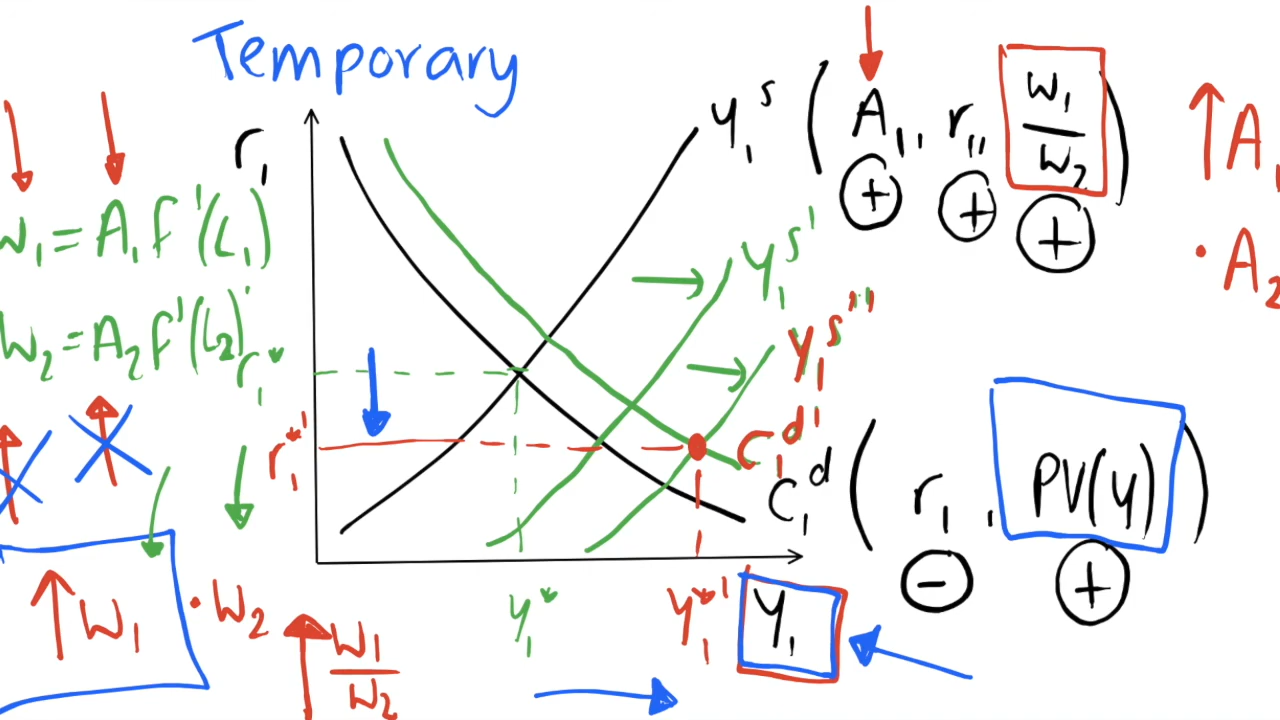 Temporary
r₁
y₁ˢ ( A₁, r₁, w₁/w₂ )
+ + +
↑ A₁
· A₂
w₁ = A₁ f'(L₁)
w₂ = A₂ f'(L₂)
y₁ˢ'
y₁ˢ''
r₁*
r₁*'
C₁ᵈ'
C₁ᵈ ( r₁, PV(y) )
− +
↑ w₁ · w₂
↑ w₁/w₂
y₁*
y₁*'
y₁